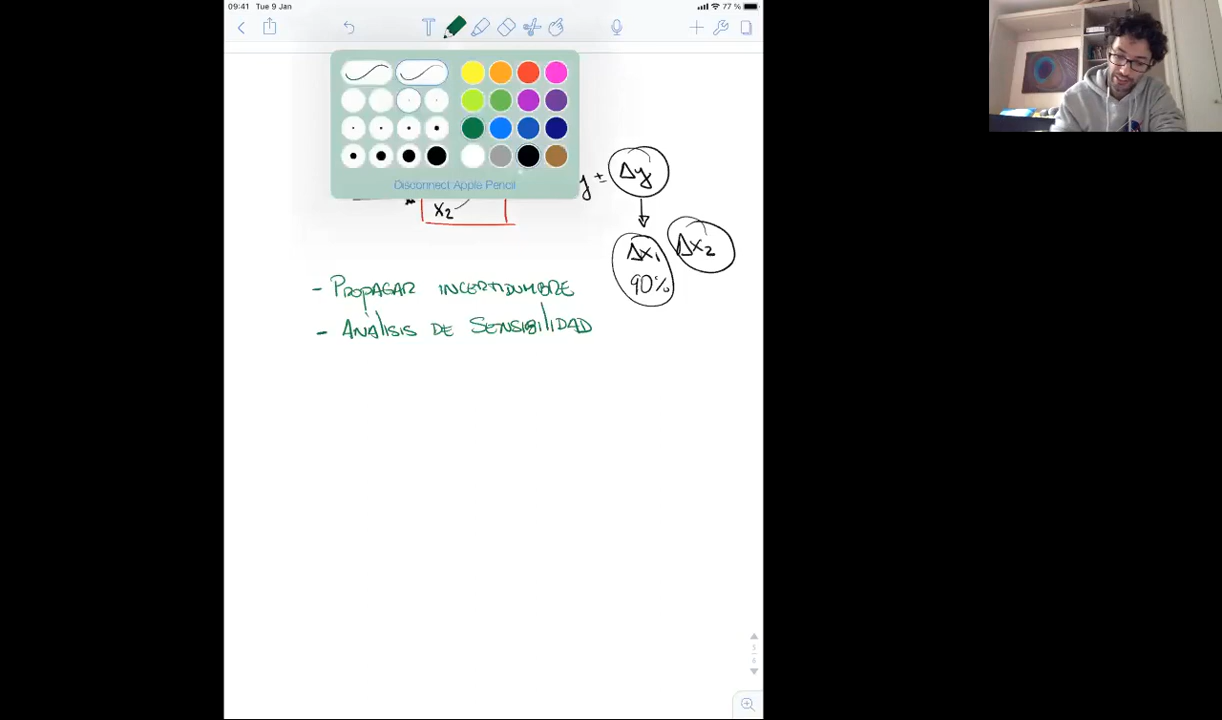 09:41 Tue 9 Jan
77 %
T
Disconnect Apple Pencil
y ± Δy
x2
Δx1 Δx2
90%
- PROPAGAR INCERTIDUMBRE
- ANÁLISIS DE SENSIBILIDAD